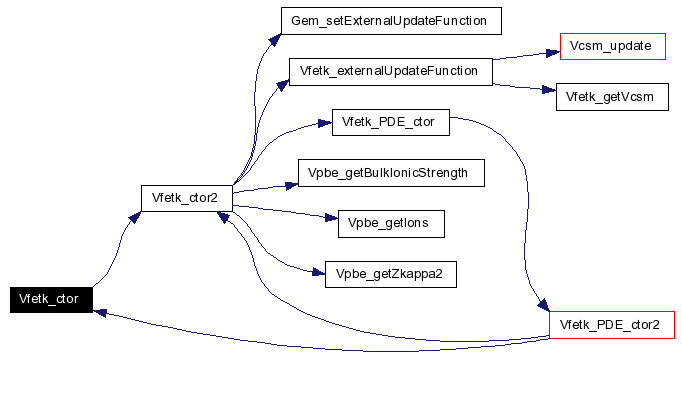 Gem_setExternalUpdateFunction
Vcsm_update
Vfetk_externalUpdateFunction
Vfetk_getVcsm
Vfetk_PDE_ctor
Vpbe_getBulkIonicStrength
Vfetk_ctor2
Vpbe_getIons
Vpbe_getZkappa2
Vfetk_ctor
Vfetk_PDE_ctor2